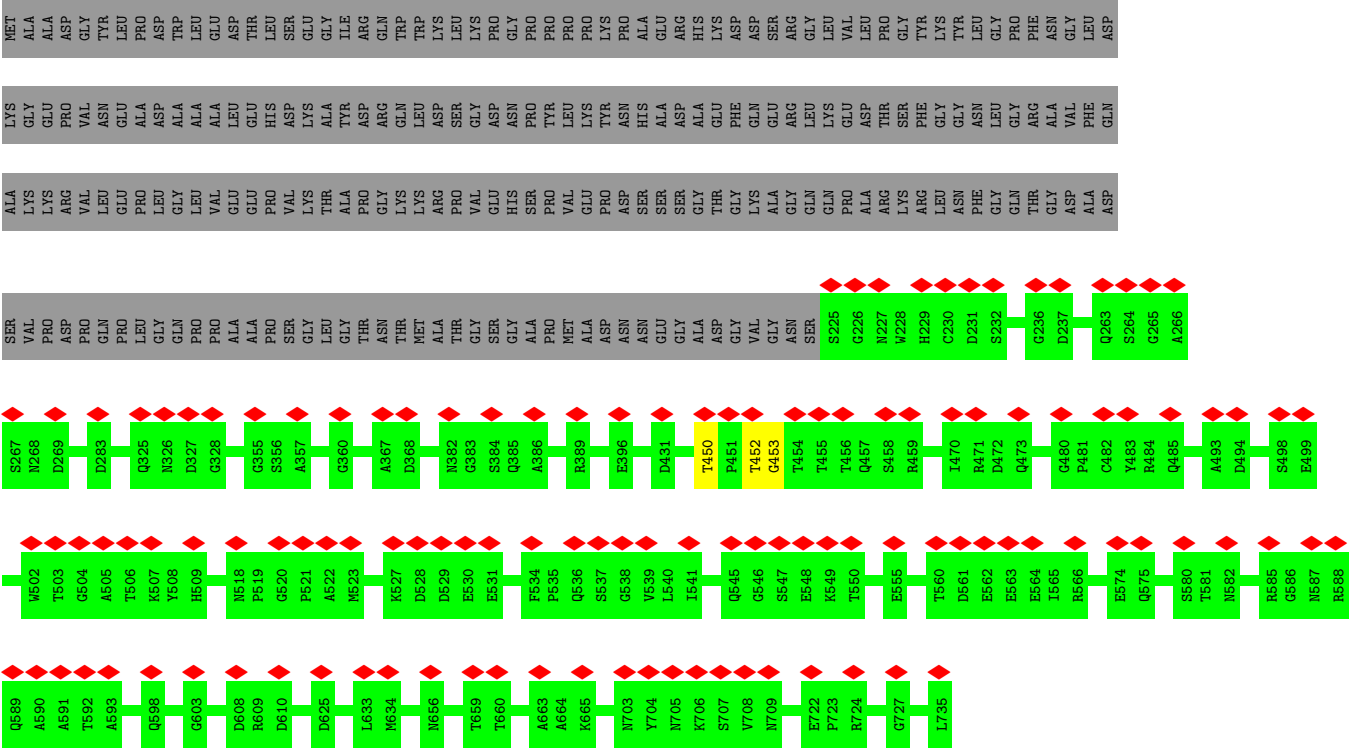 MET ALA ALA ASP GLY TYR LEU PRO ASP TRP LEU GLU ASP THR LEU SER GLU GLY ILE ARG GLN TRP TRP LYS LEU LYS PRO GLY PRO PRO PRO PRO LYS PRO ALA GLU ARG HIS LYS ASP ASP SER ARG GLY LEU VAL LEU PRO GLY TYR LYS TYR LEU GLY PRO PHE ASN GLY LEU ASP
LYS GLY GLU PRO VAL ASN GLU ALA ASP ALA ALA ALA LEU GLU HIS ASP LYS ALA TYR ASP ARG GLN LEU ASP SER GLY ASP ASN PRO TYR LEU LYS TYR ASN HIS ALA ASP ALA GLU PHE GLN GLU ARG LEU LYS GLU ASP THR SER PHE GLY GLY ASN LEU GLY ARG ALA VAL PHE GLN
ALA LYS LYS ARG VAL LEU GLU PRO LEU GLY LEU VAL GLU GLU PRO VAL LYS THR ALA PRO GLY LYS LYS ARG PRO VAL GLU HIS SER PRO VAL GLU PRO ASP SER SER SER GLY THR GLY LYS ALA GLY GLN GLN PRO ALA ARG LYS ARG LEU ASN PHE GLY GLN THR GLY ASP ALA ASP
SER VAL PRO ASP PRO GLN PRO LEU GLY GLN PRO PRO ALA ALA PRO SER GLY LEU GLY THR ASN THR MET ALA THR GLY SER GLY ALA PRO MET ALA ASP ASN ASN GLU GLY ALA ASP GLY VAL GLY ASN SER S225 G226 N227 W228 H229 C230 D231 S232 G236 D237 Q263 S264 G265 A266
S267 N268 D269 D283 Q325 N326 D327 G328 G355 S356 A357 G360 A367 D368 N382 G383 S384 Q385 A386 R389 E396 D431 T450 P451 T452 G453 T454 T455 T456 Q457 S458 R459 I470 R471 D472 Q473 G480 P481 C482 Y483 R484 Q485 A493 D494 S498 E499
W502 T503 G504 A505 T506 K507 Y508 H509 N518 P519 G520 P521 A522 M523 K527 D528 D529 E530 E531 F534 P535 Q536 S537 G538 V539 L540 I541 Q545 G546 S547 E548 K549 T550 E555 T560 D561 E562 E563 E564 I565 R566 E574 Q575 S580 T581 N582 R585 G586 N587 R588
Q589 A590 A591 T592 A593 Q598 G603 D608 R609 D610 D625 L633 M634 N656 T659 T660 A663 A664 K665 N703 Y704 N705 K706 S707 V708 N709 E722 P723 R724 G727 L735